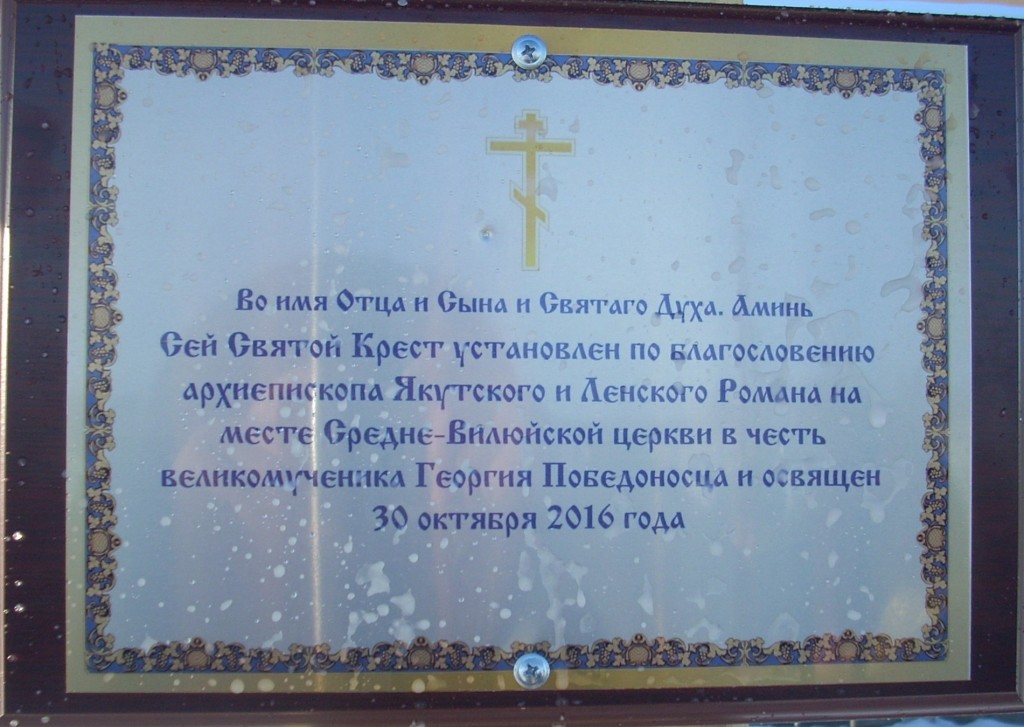 Во имя Отца и Сына и Святаго Духа. Аминь
Сей Святой Крест установлен по благословению
архиепископа Якутского и Ленского Романа на
месте Средне-Вилюйской церкви в честь
великомученика Георгия Победоносца и освящен
30 октября 2016 года